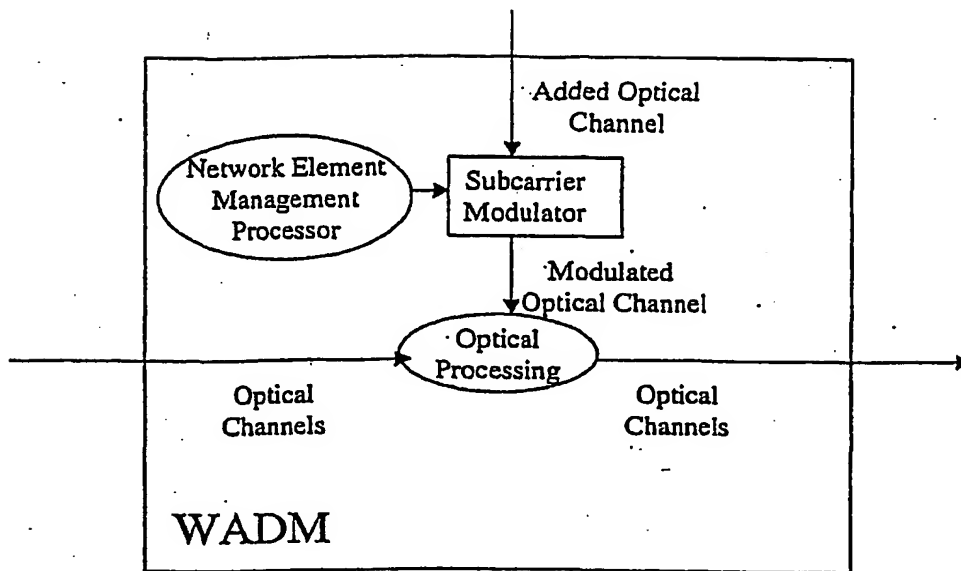 Added Optical
Channel
Network Element
Management
Processor
Subcarrier
Modulator
Modulated
Optical Channel
Optical
Processing
Optical
Channels
Optical
Channels
WADM